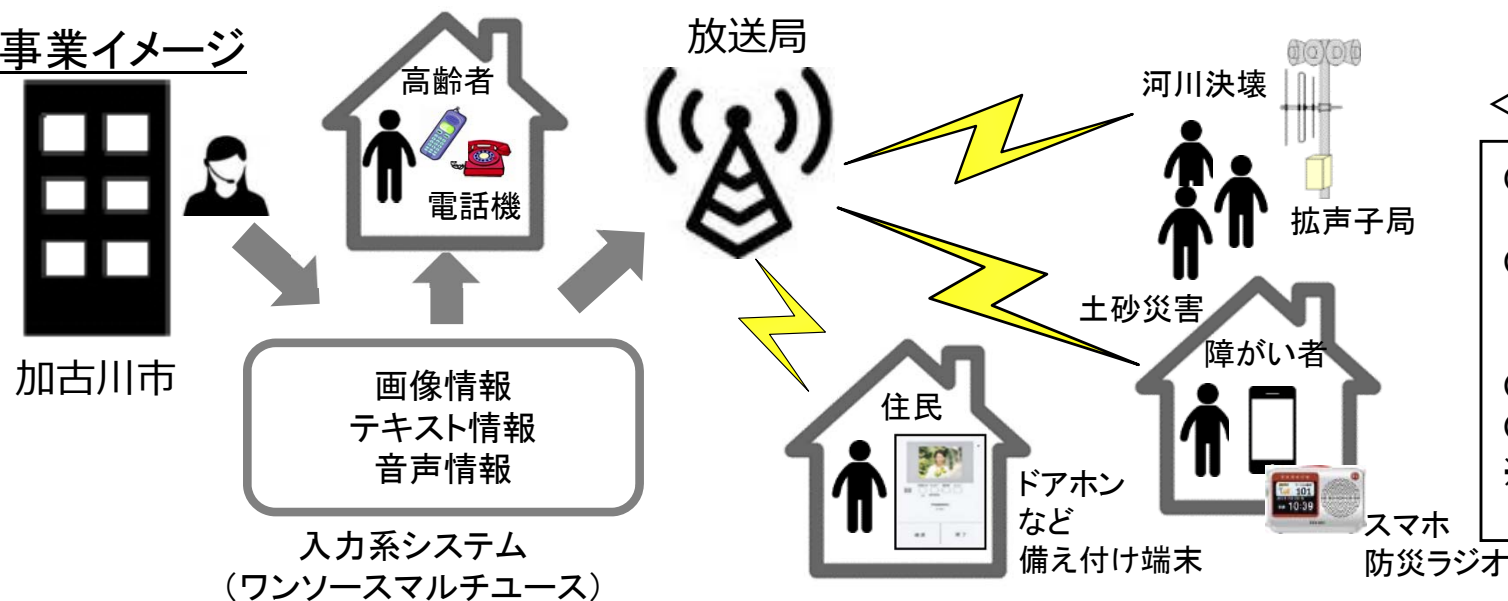 事業イメージ
加古川市
高齢者
電話機
画像情報
テキスト情報
音声情報
入力系システム
（ワンソースマルチユース）
放送局
河川決壊
拡声子局
土砂災害
障がい者
スマホ
防災ラジオ
住民
ドアホン
など
備え付け端末
101
10:39